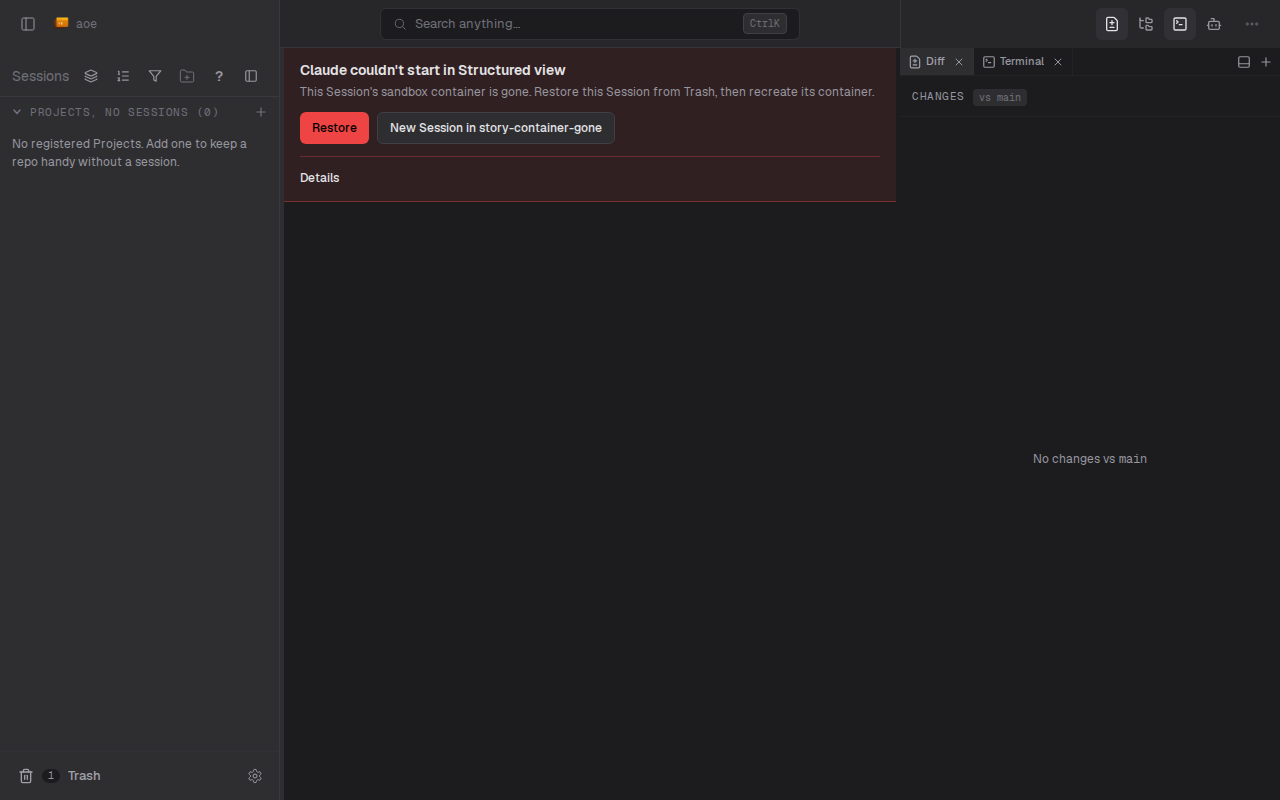 aoe
Search anything...
CtrlK
Sessions
?
PROJECTS, NO SESSIONS (0)
No registered Projects. Add one to keep a
repo handy without a session.
Claude couldn't start in Structured view
This Session's sandbox container is gone. Restore this Session from Trash, then recreate its container.
Restore
New Session in story-container-gone
Details
Diff
Terminal
CHANGES
vs main
No changes vs main
1
Trash